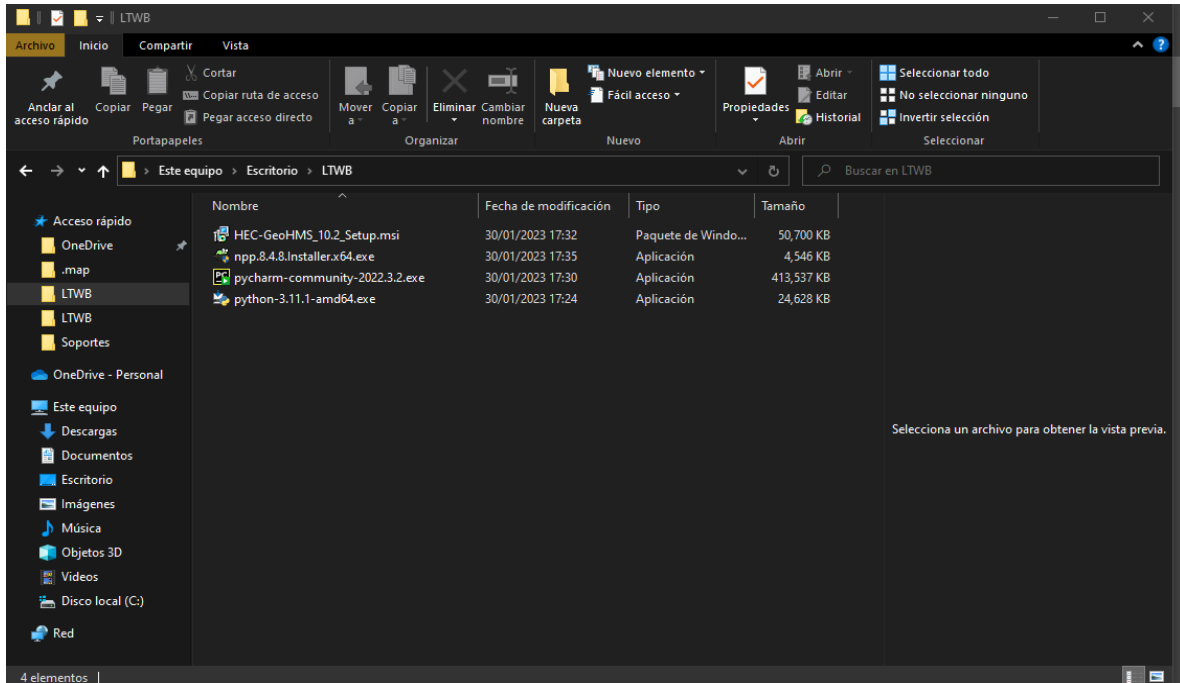 LTWB
Archivo Inicio Compartir Vista
Anclar al acceso rápido
Copiar
Pegar
Cortar
Copiar ruta de acceso
Pegar acceso directo
Portapapeles
Mover a
Copiar a
Eliminar
Cambiar nombre
Organizar
Nueva carpeta
Nuevo elemento
Fácil acceso
Nuevo
Propiedades
Abrir
Editar
Historial
Abrir
Seleccionar todo
No seleccionar ninguno
Invertir selección
Seleccionar
Este equipo > Escritorio > LTWB
Buscar en LTWB
Acceso rápido
OneDrive
.map
LTWB
LTWB
Soportes
OneDrive - Personal
Este equipo
Descargas
Documentos
Escritorio
Imágenes
Música
Objetos 3D
Videos
Disco local (C:)
Red
Nombre Fecha de modificación Tipo Tamaño
HEC-GeoHMS_10.2_Setup.msi 30/01/2023 17:32 Paquete de Windo... 50,700 KB
npp.8.4.8.Installer.x64.exe 30/01/2023 17:35 Aplicación 4,546 KB
pycharm-community-2022.3.2.exe 30/01/2023 17:30 Aplicación 413,537 KB
python-3.11.1-amd64.exe 30/01/2023 17:24 Aplicación 24,628 KB
Selecciona un archivo para obtener la vista previa.
4 elementos